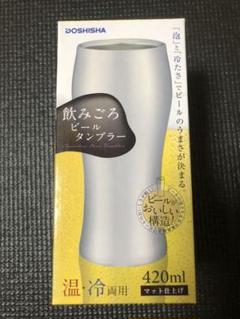 DOSHISHA
『泡』と『冷たさ』でビールのうまさが決まる。
飲みごろ
ビール
タンブラー
ビールが
おいしい
構造!
温・冷両用
420ml
マット仕上げ